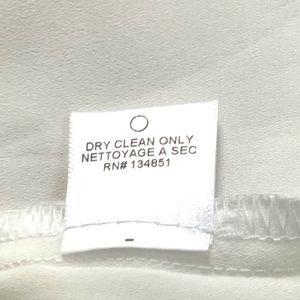 DRY CLEAN ONLY
NETTOYAGE A SEC
RN# 134851